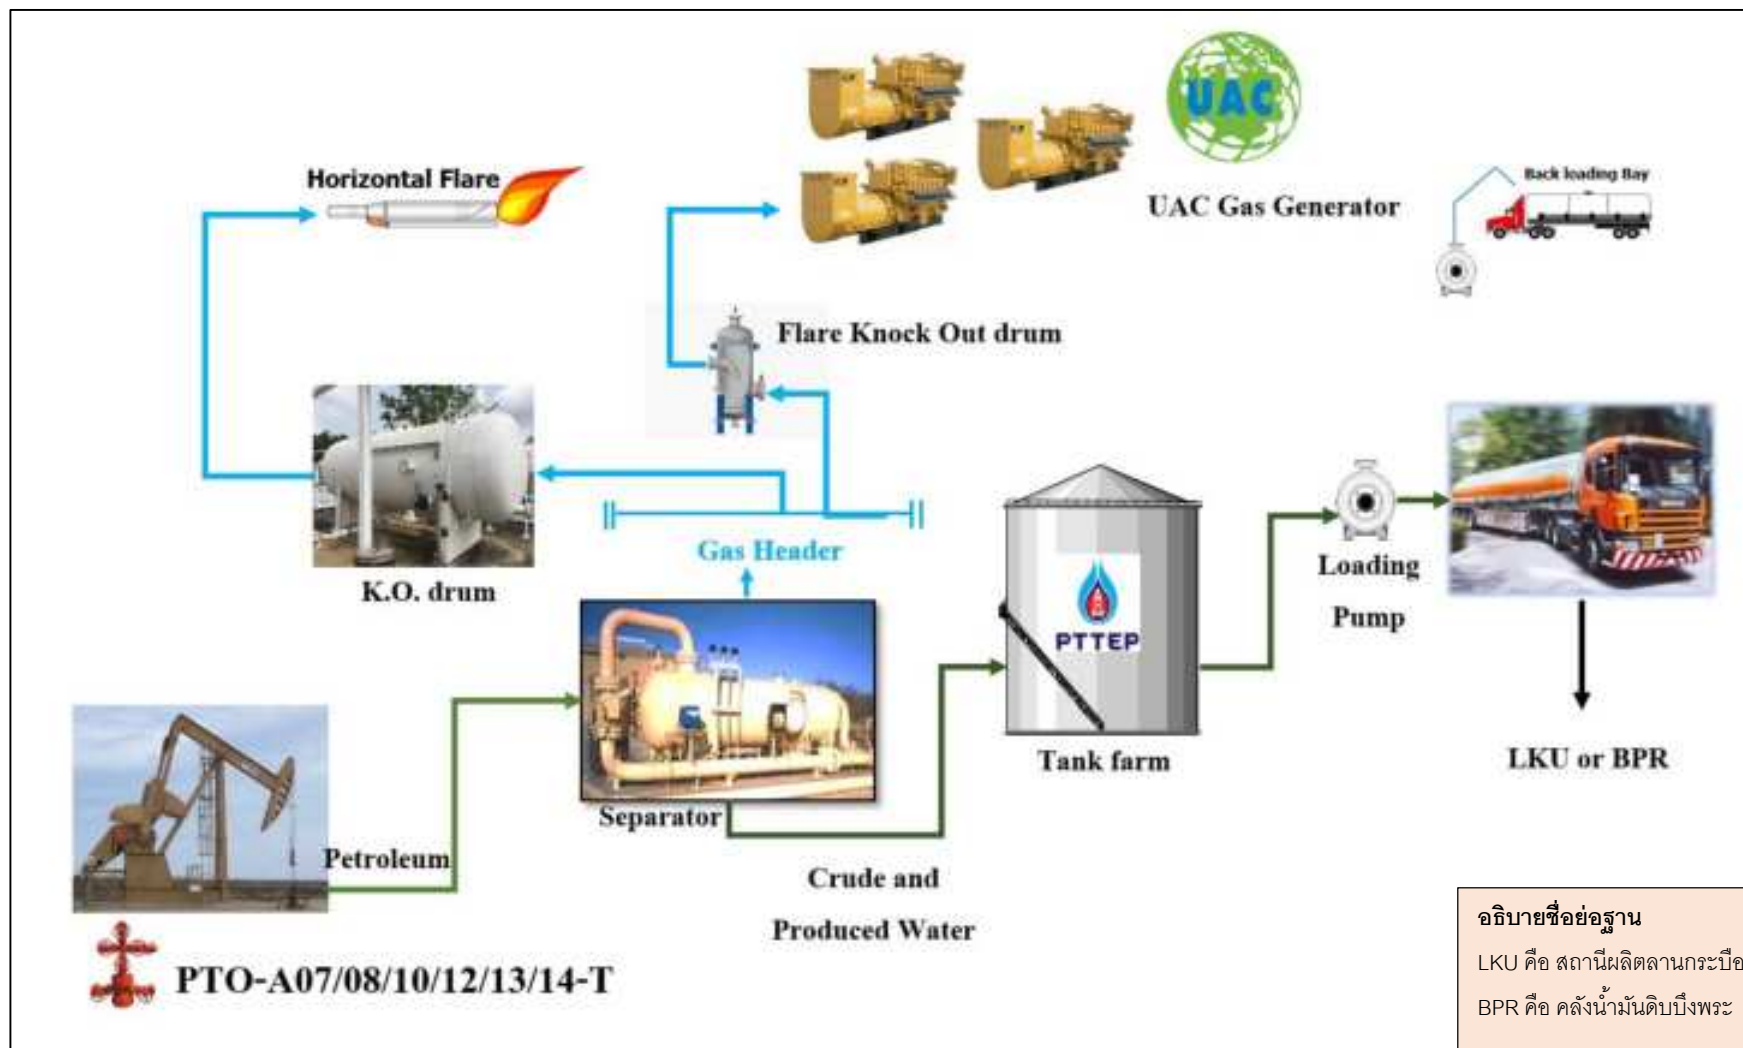 UAC
Horizontal Flare
UAC Gas Generator
Back loading Bay
Flare Knock Out drum
Gas Header
K.O. drum
Loading
Pump
PTTEP
Separator
Tank farm
LKU or BPR
Petroleum
Crude and
Produced Water
PTO-A07/08/10/12/13/14-T
อธิบายชื่อย่อฐาน
LKU คือ สถานีผลิตลานกระบือ
BPR คือ คลังน้ำมันดิบบึงพระ